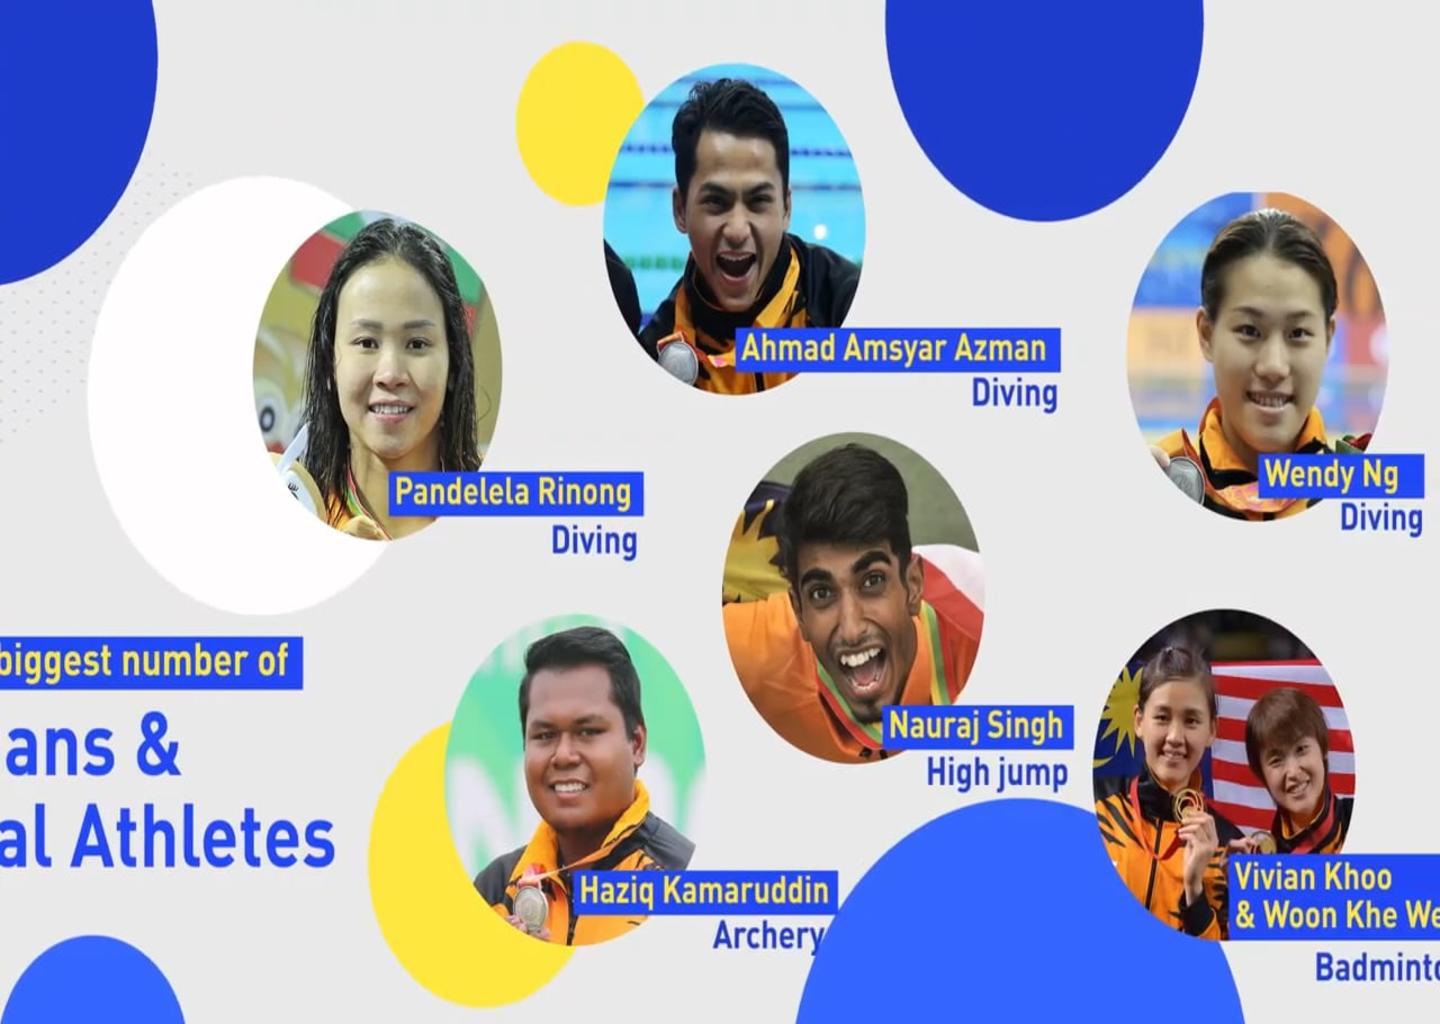 Ahmad Amsyar Azman
Diving
Pandelela Rinong
Diving
Wendy Ng
Diving
biggest number of
ans &
al Athletes
Nauraj Singh
High jump
Haziq Kamaruddin
Archery
Vivian Khoo
& Woon Khe We
Badminto